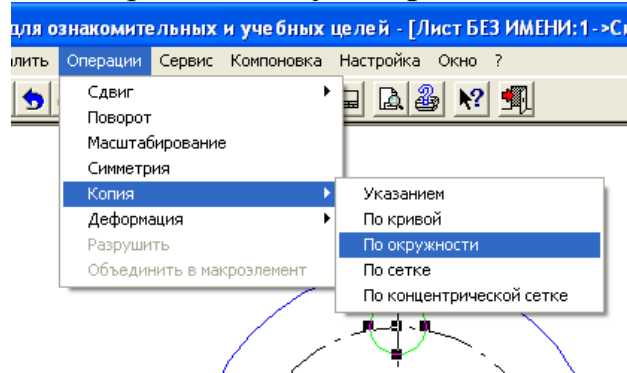 для ознакомительных и учебных целей - [Лист БЕЗ ИМЕНИ:1->Си
лить Операции Сервис Компоновка Настройка Окно ?
Сдвиг
Поворот
Масштабирование
Симметрия
Копия
Деформация
Разрушить
Объединить в макроэлемент
Указанием
По кривой
По окружности
По сетке
По концентрической сетке